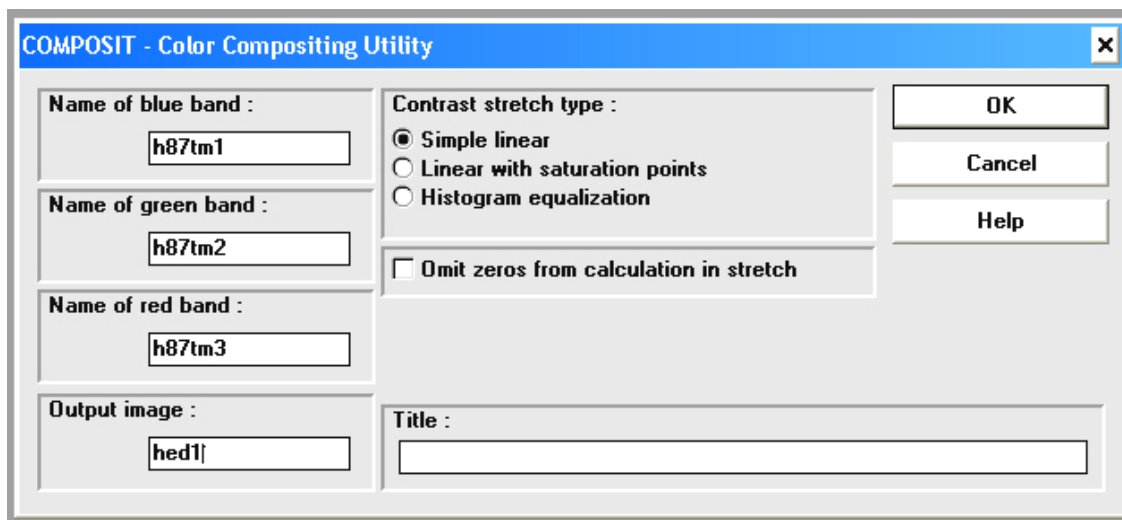 COMPOSIT - Color Compositing Utility
Name of blue band :
h87tm1
Name of green band :
h87tm2
Name of red band :
h87tm3
Output image :
hed1
Contrast stretch type :
Simple linear
Linear with saturation points
Histogram equalization
Omit zeros from calculation in stretch
Title :
OK
Cancel
Help